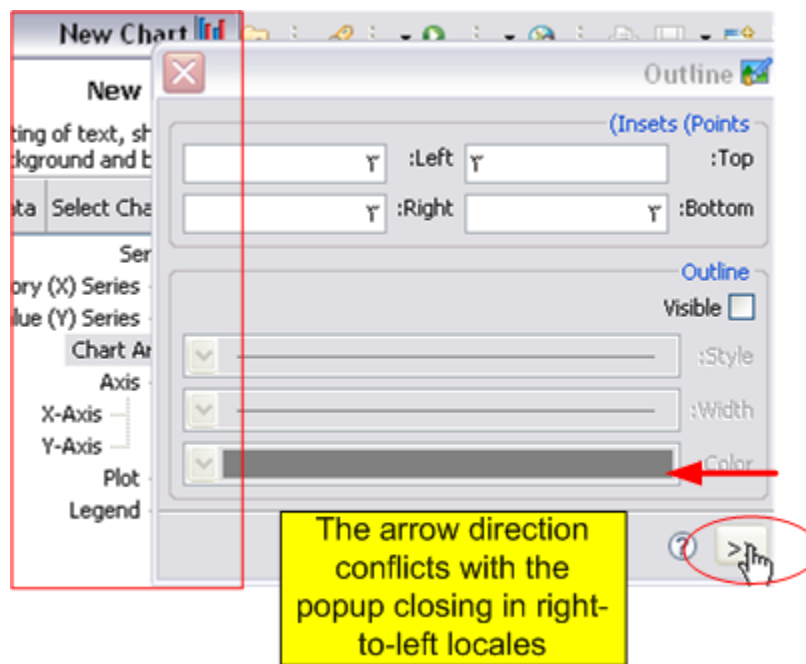 New Chart
Outline
New
ting of text, sh
kground and b
ta Select Cha
Ser
ory (X) Series
lue (Y) Series
Chart Ar
Axis
X-Axis
Y-Axis
Plot
Legend
(Insets (Points
:Left ٣ :Top ٣
:Right ٣ :Bottom ٣
Outline
Visible
:Style
:Width
:Color
? >>
The arrow direction
conflicts with the
popup closing in right-
to-left locales